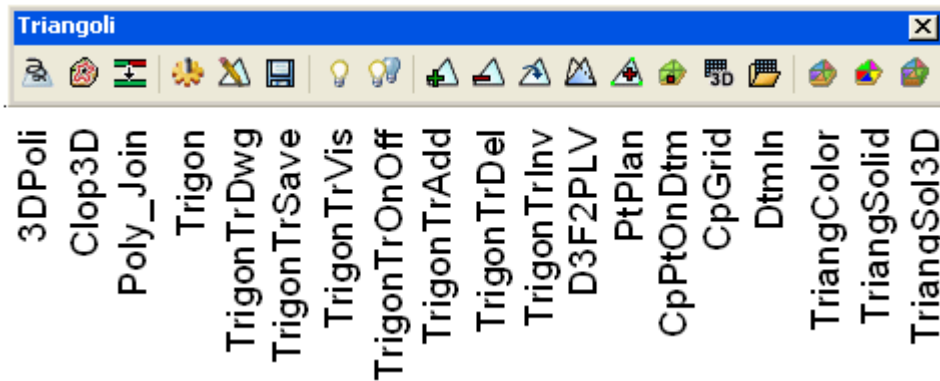 Triangoli
3D
3DPoli
Clop3D
Poly_Join
Trigon
TrigonTrDwg
TrigonTrSave
TrigonTrVis
TrigonTrOnOff
TrigonTrAdd
TrigonTrDel
TrigonTrInv
D3F2PLV
PtPlan
CpPtOnDtm
CpGrid
DtmIn
TriangColor
TriangSolid
TriangSol3D